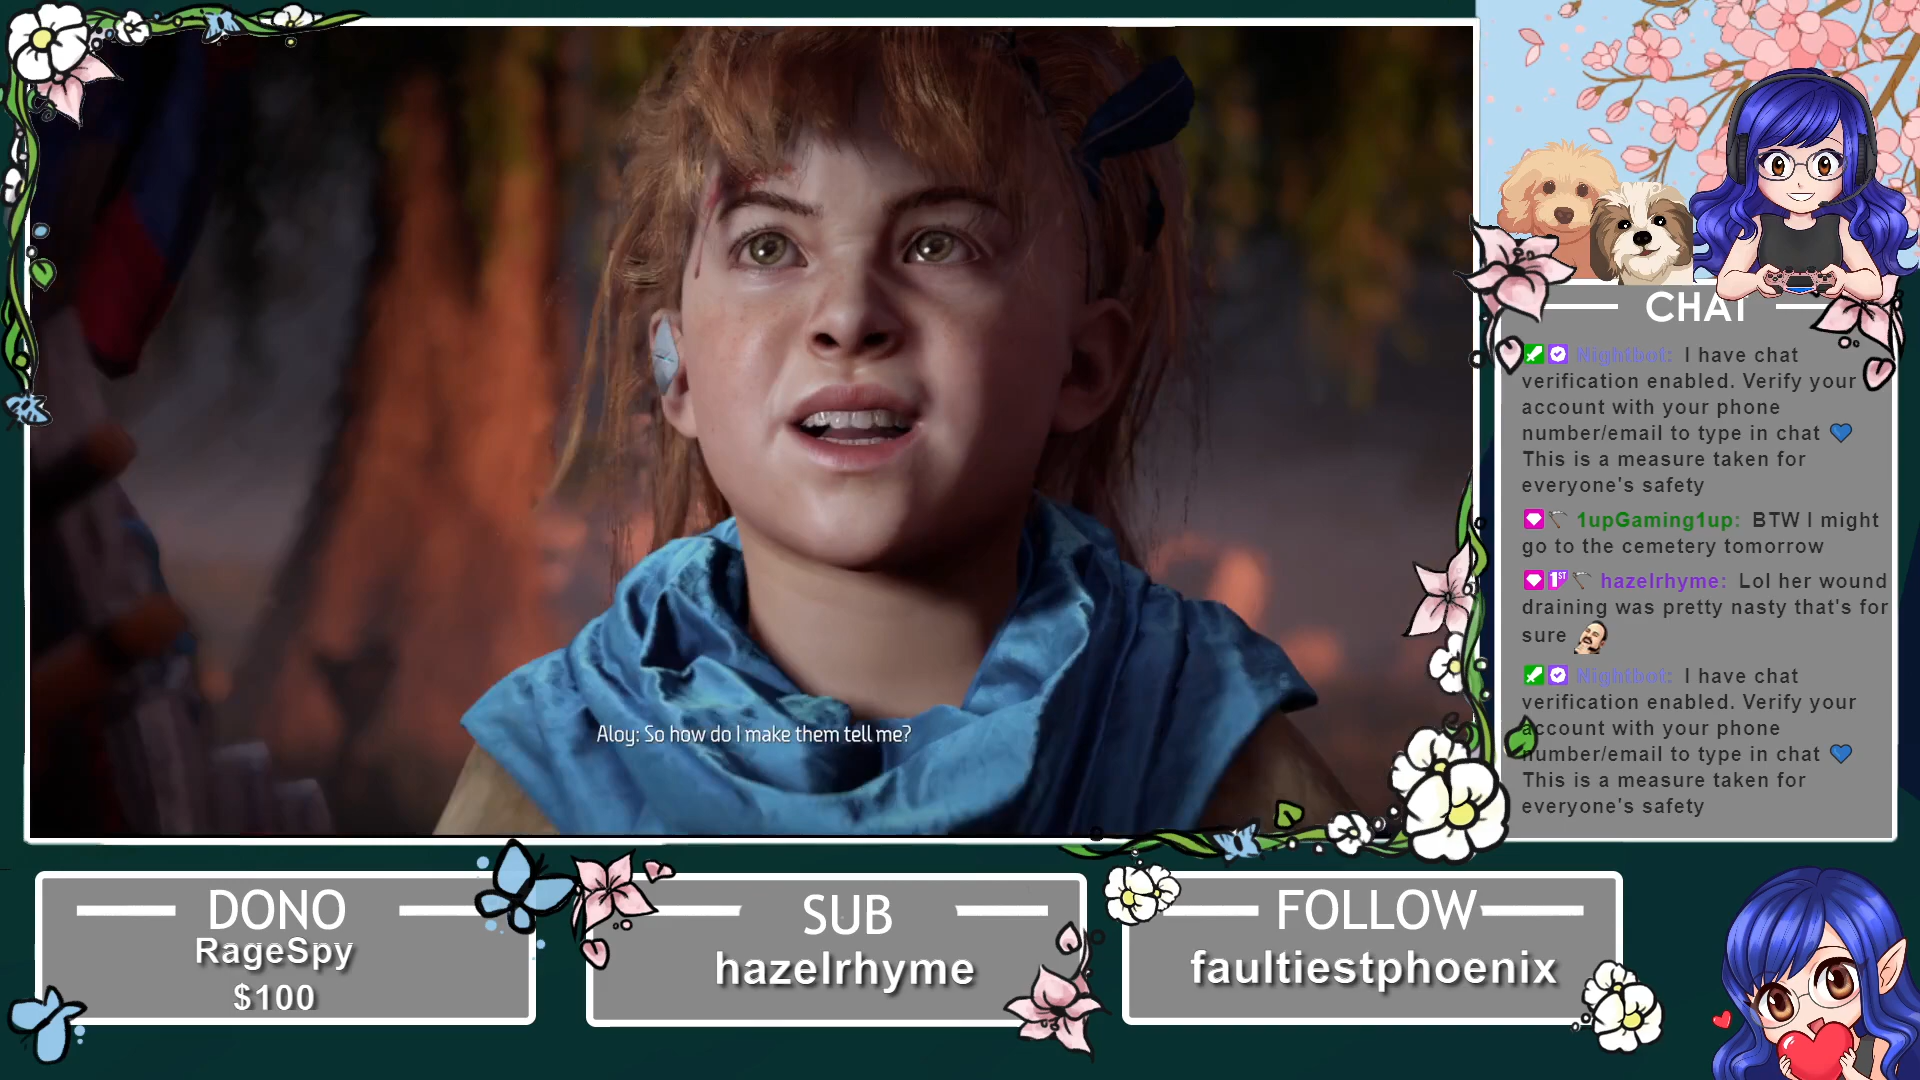 Aloy: So how do I make them tell me?
CHAT
Nightbot: I have chat
verification enabled. Verify your
account with your phone
number/email to type in chat
This is a measure taken for
everyone's safety
1upGaming1up: BTW I might
go to the cemetery tomorrow
1ST hazelrhyme: Lol her wound
draining was pretty nasty that's for
sure
Nightbot: I have chat
verification enabled. Verify your
account with your phone
number/email to type in chat
This is a measure taken for
everyone's safety
DONO
RageSpy
$100
SUB
hazelrhyme
FOLLOW
faultiestphoenix